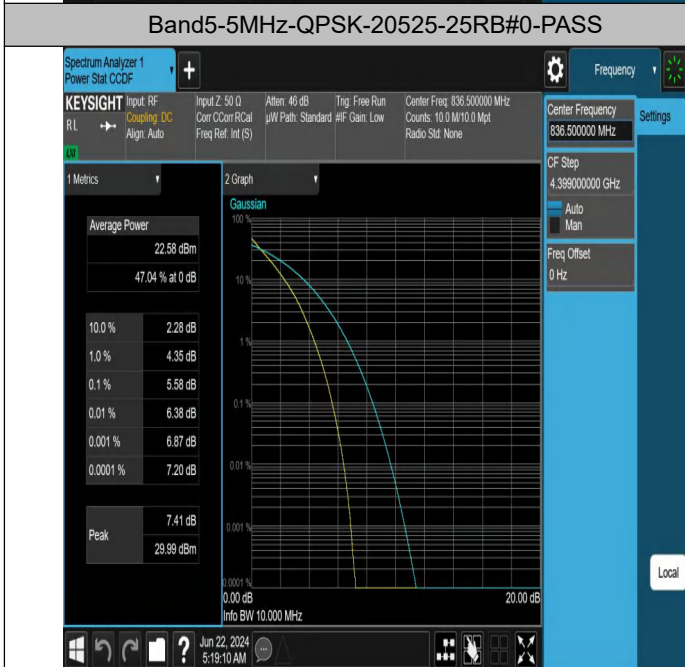 Band5-5MHz-QPSK-20525-25RB#0-PASS
Spectrum Analyzer 1
Power Stat CCDF
Frequency
KEYSIGHT
RL
Input: RF
Coupling: DC
Align: Auto
Input Z: 50 Ω
Corr CCorr RCal
Freq Ref: Int (S)
Atten: 46 dB
µW Path: Standard
Trig: Free Run
#IF Gain: Low
Center Freq: 836.500000 MHz
Counts: 10.0 M/10.0 Mpt
Radio Std: None
Center Frequency
836.500000 MHz
Settings
CF Step
4.399000000 GHz
Auto
Man
Freq Offset
0 Hz
1 Metrics
Average Power
22.58 dBm
47.04 % at 0 dB
10.0 % 2.28 dB
1.0 % 4.35 dB
0.1 % 5.58 dB
0.01 % 6.38 dB
0.001 % 6.87 dB
0.0001 % 7.20 dB
Peak
7.41 dB
29.99 dBm
2 Graph
Gaussian
100 %
10 %
1 %
0.1 %
0.01 %
0.001 %
0.0001 %
0.00 dB 20.00 dB
Info BW 10.000 MHz
Local
?
Jun 22, 2024
5:19:10 AM